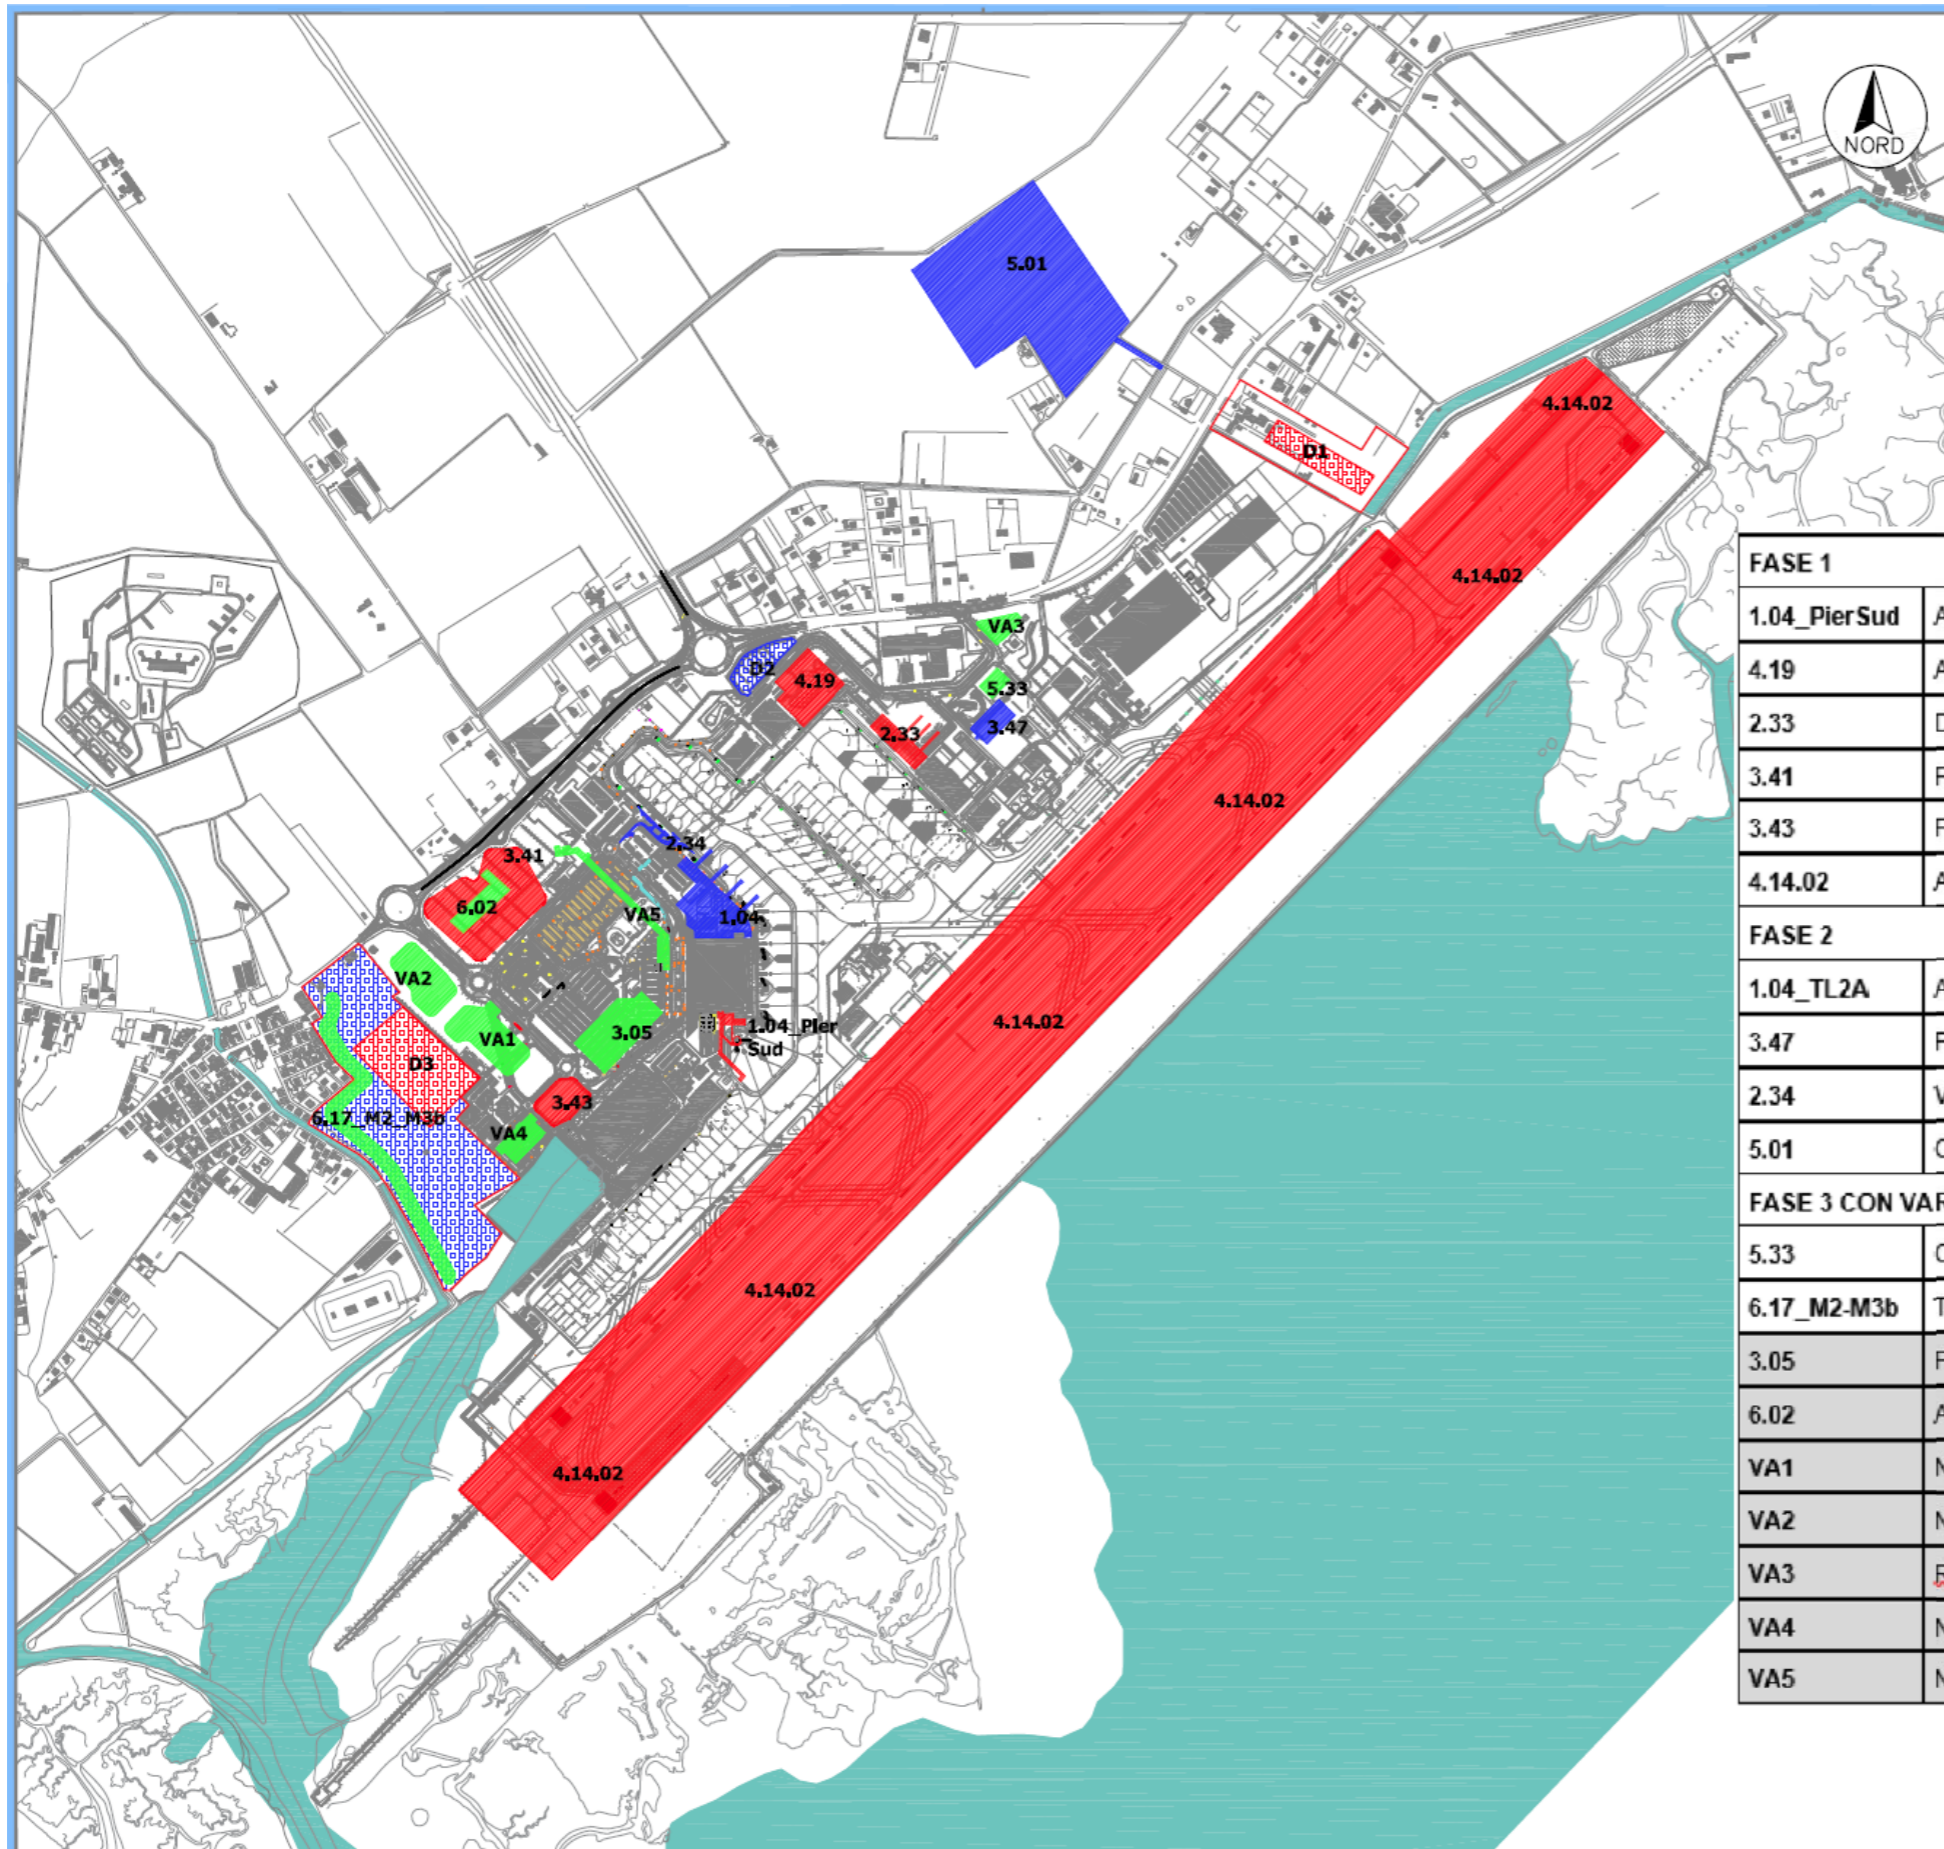 NORD
5.01
4.14.02
D1
4.14.02
VA3
D2
4.19
5.33
2.33
3.47
4.14.02
2.34
3.41
6.02
VA5
1.04
VA2
4.14.02
1.04_Pier
Sud
3.05
VA1
D3
3.43
6.17_M2_M3b
VA4
4.14.02
4.14.02
FASE 1
1.04_PierSud A
4.19 A
2.33 D
3.41 P
3.43 P
4.14.02 A
FASE 2
1.04_TL2A A
3.47 P
2.34 V
5.01 C
FASE 3 CON VAR
5.33 C
6.17_M2-M3b T
3.05 P
6.02 A
VA1 N
VA2 N
VA3 R
VA4 N
VA5 N